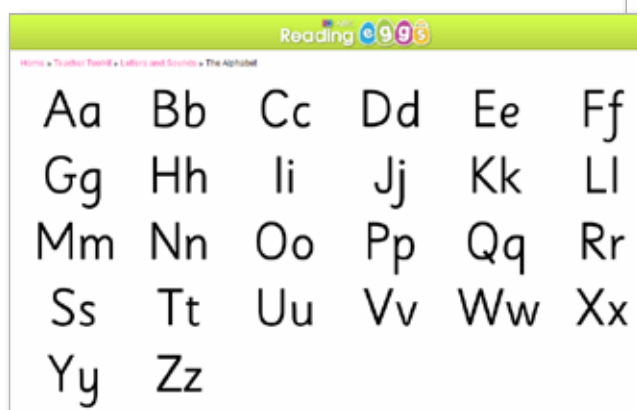 ABC Reading eggs
Home » Teacher Toolkit » Letters and Sounds » The Alphabet
Aa Bb Cc Dd Ee Ff
Gg Hh Ii Jj Kk Ll
Mm Nn Oo Pp Qq Rr
Ss Tt Uu Vv Ww Xx
Yy Zz